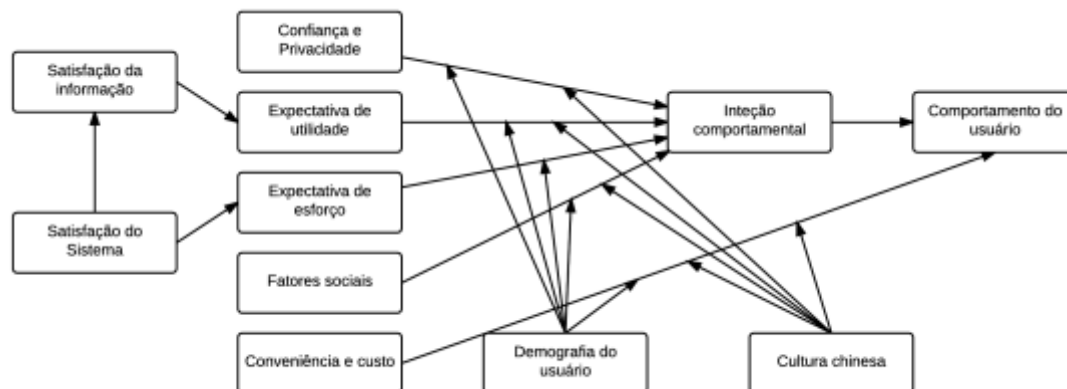 Confiança e
Privacidade
Satisfação da
informação
Expectativa de
utilidade
Inteção
comportamental
Comportamento do
usuário
Expectativa de
esforço
Satisfação do
Sistema
Fatores sociais
Conveniência e custo
Demografia do
usuário
Cultura chinesa